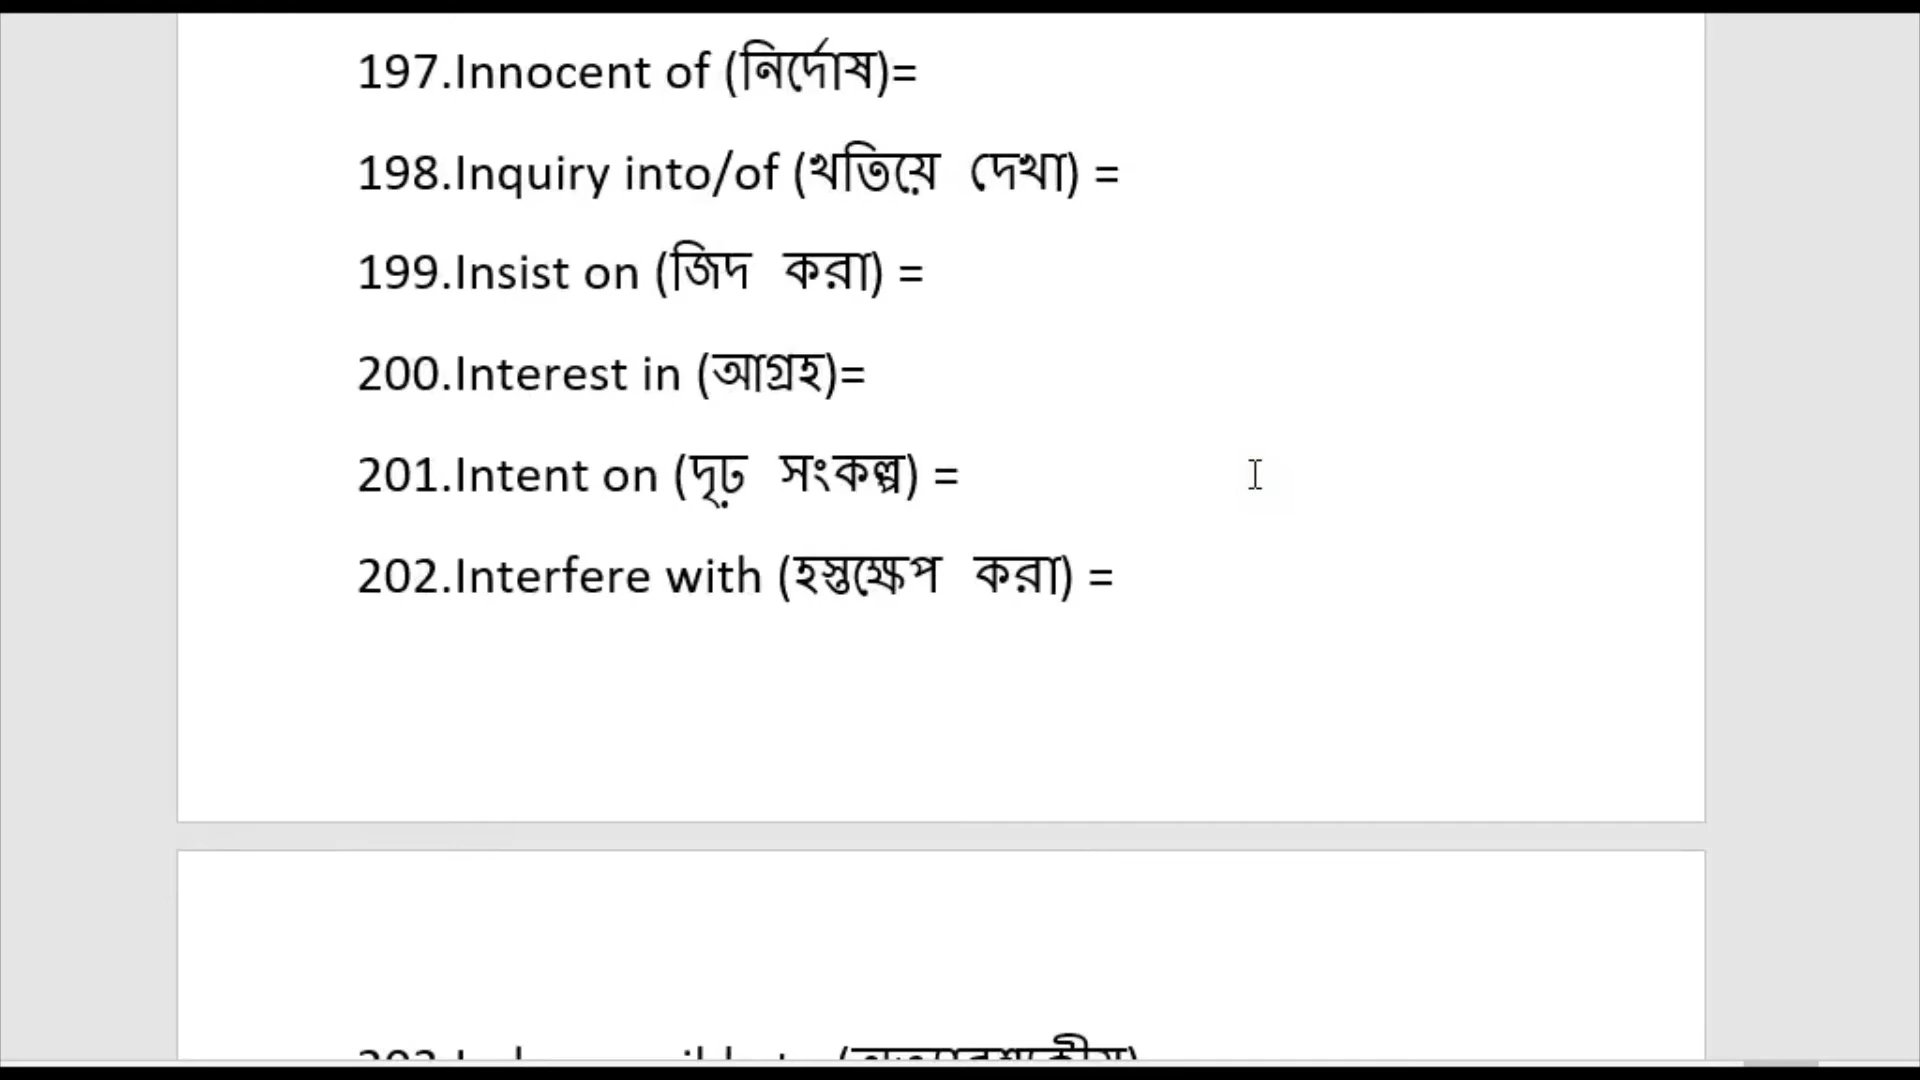 197.Innocent of (নির্দোষ)=
198.Inquiry into/of (খতিয়ে দেখা) =
199.Insist on (জিদ করা) =
200.Interest in (আগ্রহ)=
201.Intent on (দৃঢ় সংকল্প) =
202.Interfere with (হস্তক্ষেপ করা) =